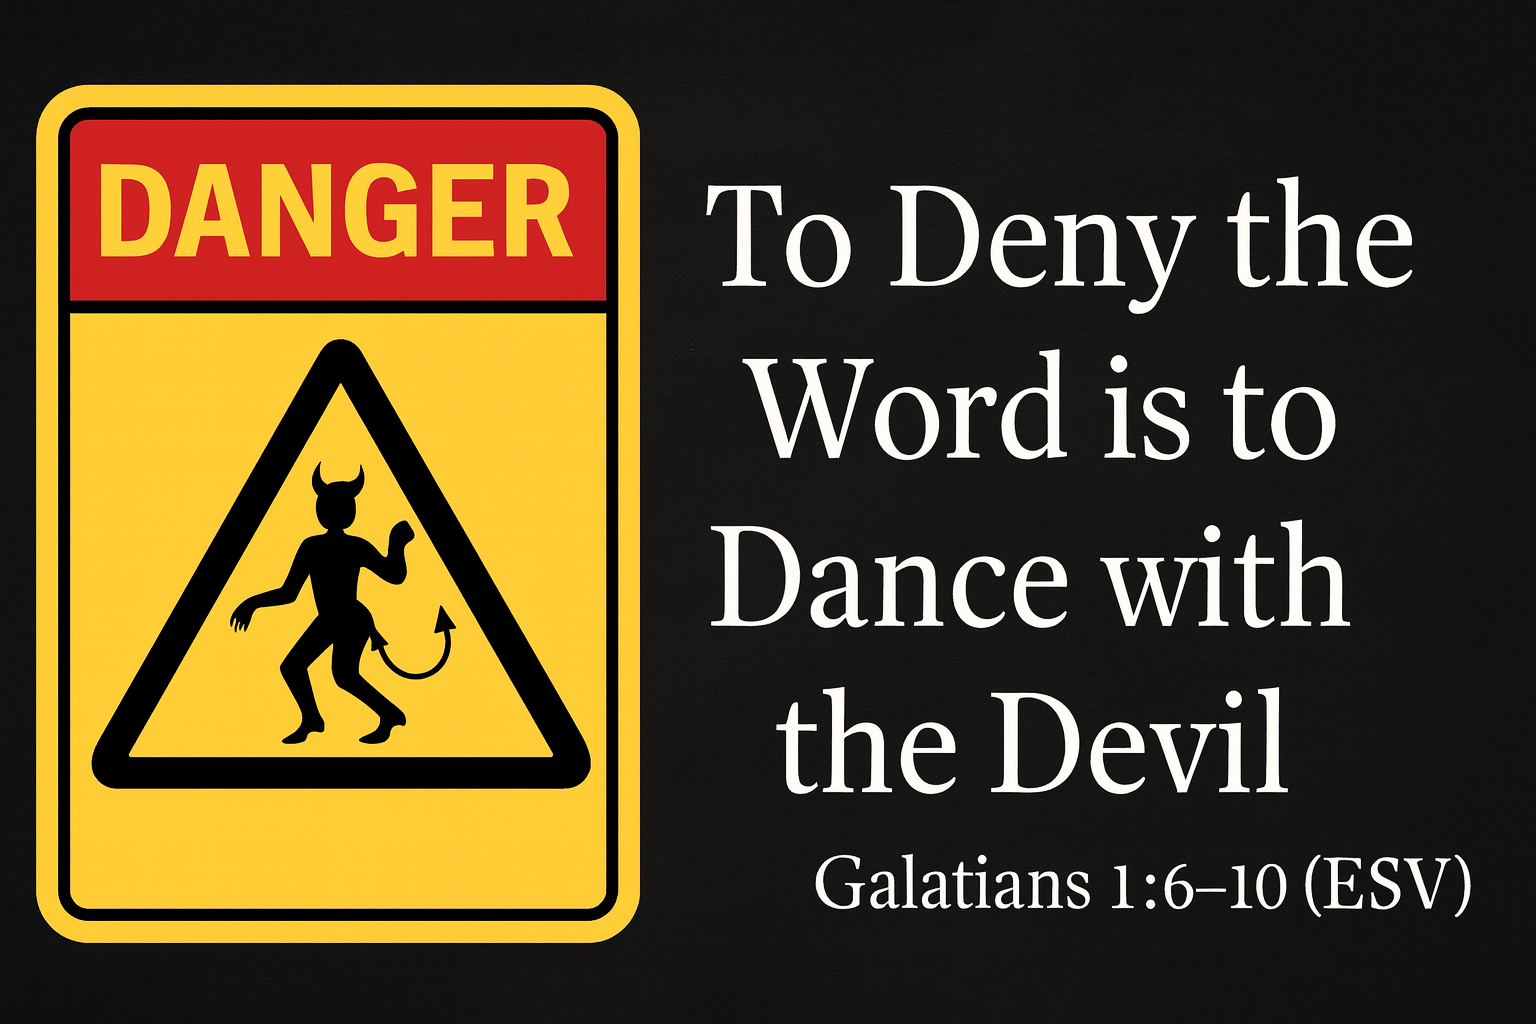 DANGER
To Deny the
Word is to
Dance with
the Devil
Galatians 1:6–10 (ESV)